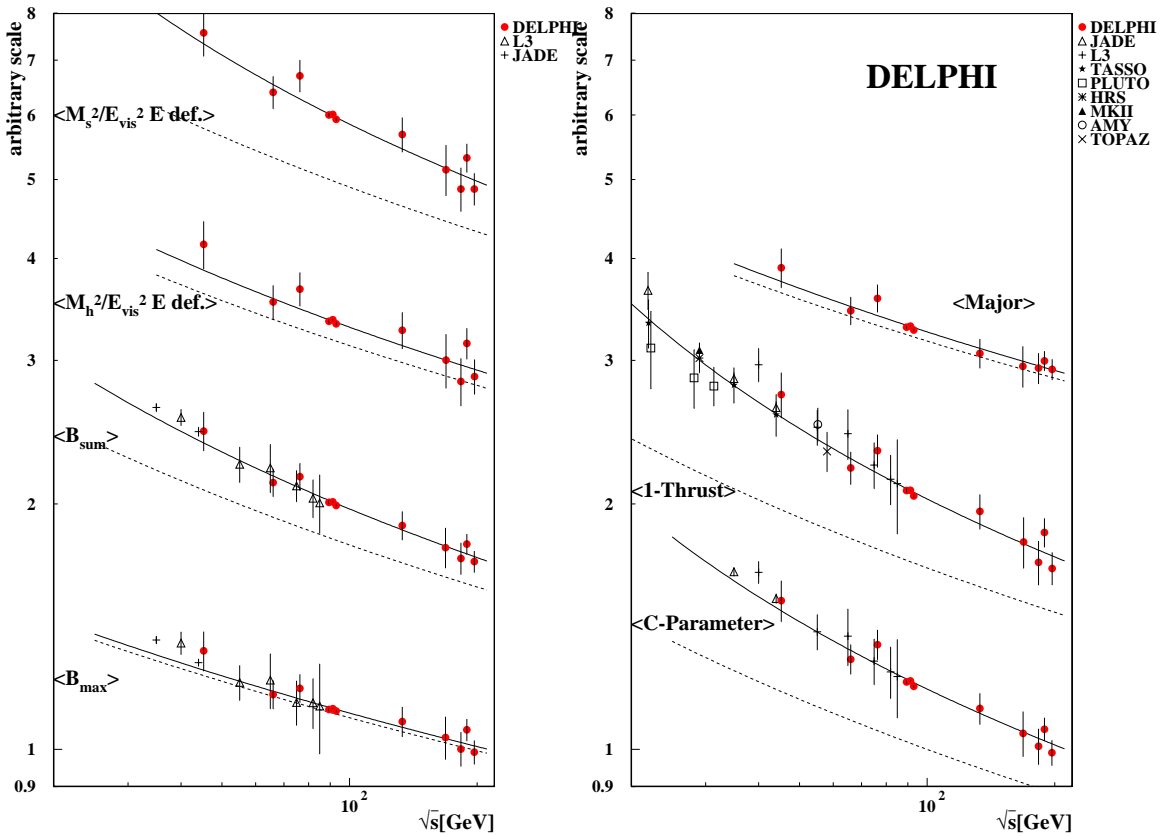 arbitrary scale
8
7
6
5
4
3
2
1
0.9
DELPHI
L3
JADE
<M_s^2/E_vis^2 E def.>
<M_h^2/E_vis^2 E def.>
<B_sum>
<B_max>
10^2
√s[GeV]
arbitrary scale
8
7
6
5
4
3
2
1
0.9
DELPHI
DELPHI
JADE
L3
TASSO
PLUTO
HRS
MKII
AMY
TOPAZ
<Major>
<1-Thrust>
<C-Parameter>
10^2
√s[GeV]